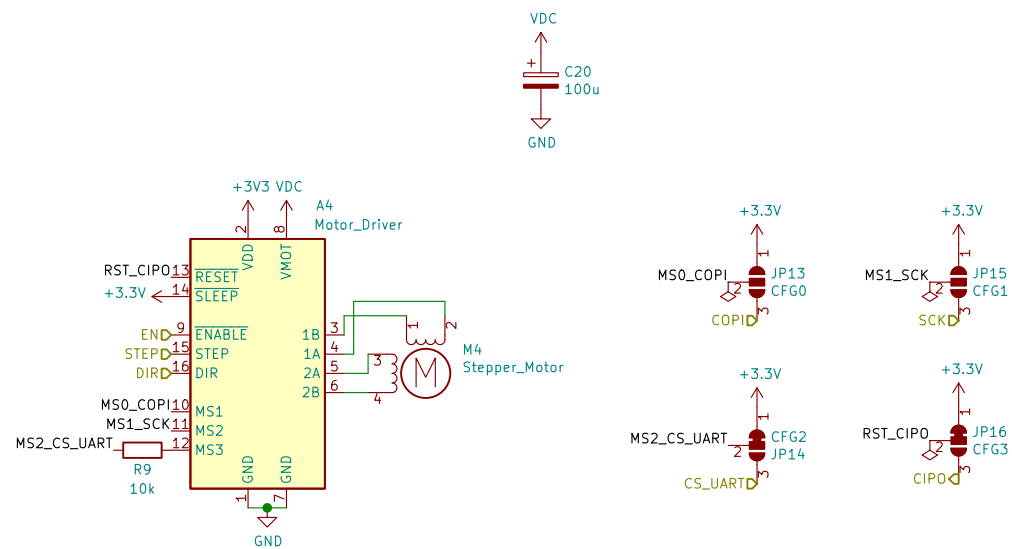 VDC
+
C20
100u
GND
+3V3 VDC
A4
Motor_Driver
2
8
VDD
VMOT
RST_CIPO 13 RESET
+3.3V 14 SLEEP
EN 9 ENABLE
STEP 15 STEP
DIR 16 DIR
MS0_COPI 10 MS1
MS1_SCK 11 MS2
MS2_CS_UART 12 MS3
R9
10k
1B 3
1A 4
2A 5
2B 6
1
2
3
4
M
M4
Stepper_Motor
GND
GND
1
7
GND
+3.3V
1
MS0_COPI
2
JP13
CFG0
3
COPI
+3.3V
1
MS1_SCK
2
JP15
CFG1
3
SCK
+3.3V
1
MS2_CS_UART
2
CFG2
JP14
3
CS_UART
+3.3V
1
RST_CIPO
2
JP16
CFG3
3
CIPO